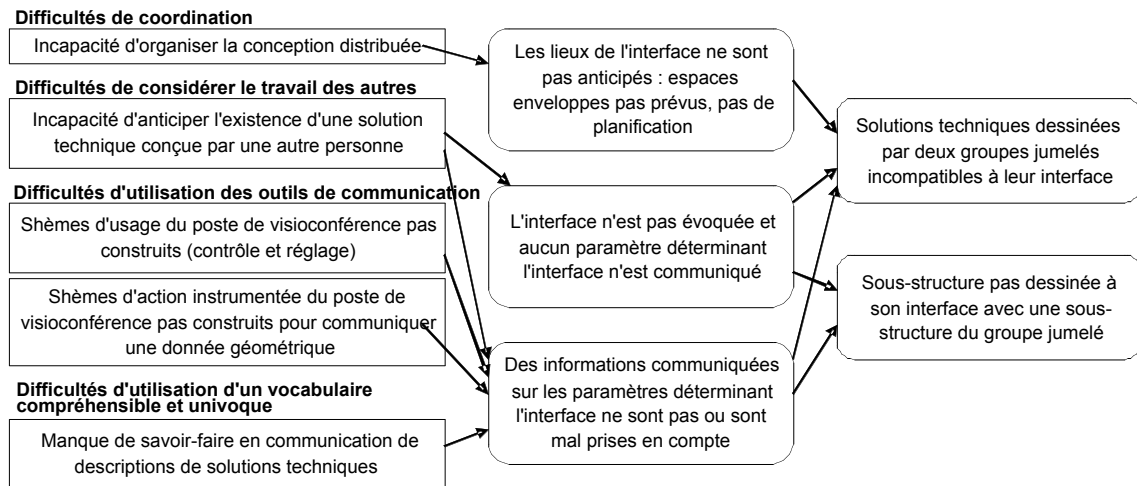 Difficultés de coordination
Incapacité d'organiser la conception distribuée
Difficultés de considérer le travail des autres
Incapacité d'anticiper l'existence d'une solution
technique conçue par une autre personne
Difficultés d'utilisation des outils de communication
Shèmes d'usage du poste de visioconférence pas
construits (contrôle et réglage)
Shèmes d'action instrumentée du poste de
visioconférence pas construits pour communiquer
une donnée géométrique
Difficultés d'utilisation d'un vocabulaire
compréhensible et univoque
Manque de savoir-faire en communication de
descriptions de solutions techniques
Les lieux de l'interface ne sont
pas anticipés : espaces
enveloppes pas prévus, pas de
planification
L'interface n'est pas évoquée et
aucun paramètre déterminant
l'interface n'est communiqué
Des informations communiquées
sur les paramètres déterminant
l'interface ne sont pas ou sont
mal prises en compte
Solutions techniques dessinées
par deux groupes jumelés
incompatibles à leur interface
Sous-structure pas dessinée à
son interface avec une sous-
structure du groupe jumelé